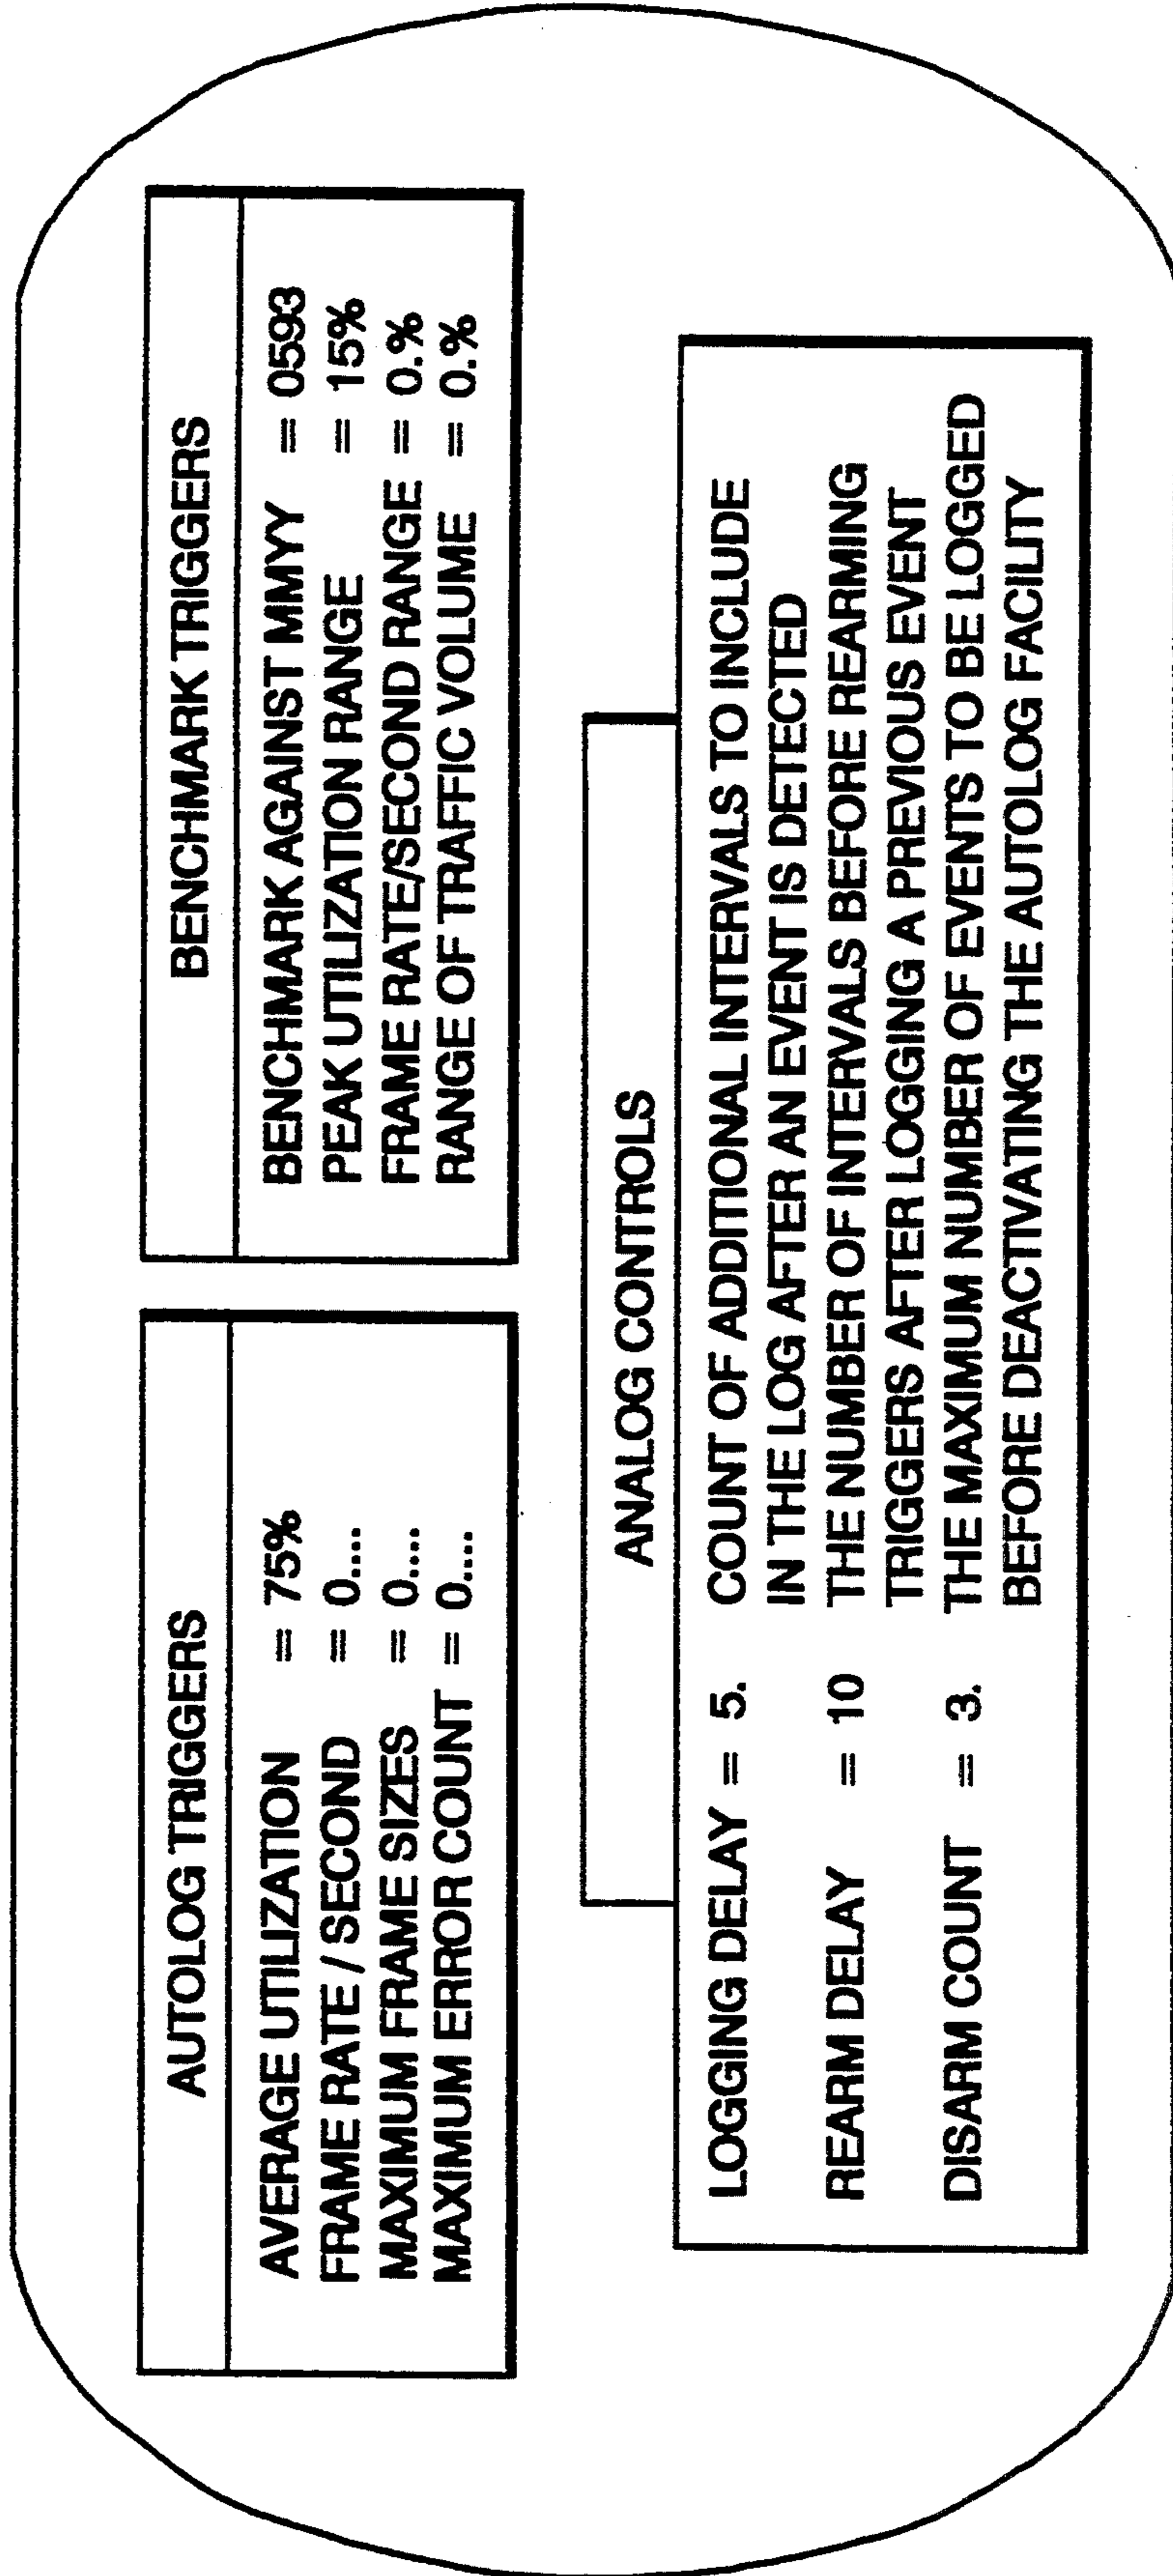 AUTOLOG TRIGGERS
AVERAGE UTILIZATION = 75%
FRAME RATE / SECOND = 0....
MAXIMUM FRAME SIZES = 0....
MAXIMUM ERROR COUNT = 0....
BENCHMARK TRIGGERS
BENCHMARK AGAINST MMYY = 0593
PEAK UTILIZATION RANGE = 15%
FRAME RATE/SECOND RANGE = 0.%
RANGE OF TRAFFIC VOLUME = 0.%
ANALOG CONTROLS
LOGGING DELAY = 5. COUNT OF ADDITIONAL INTERVALS TO INCLUDE
IN THE LOG AFTER AN EVENT IS DETECTED
REARM DELAY = 10 THE NUMBER OF INTERVALS BEFORE REARMING
TRIGGERS AFTER LOGGING A PREVIOUS EVENT
DISARM COUNT = 3. THE MAXIMUM NUMBER OF EVENTS TO BE LOGGED
BEFORE DEACTIVATING THE AUTOLOG FACILITY